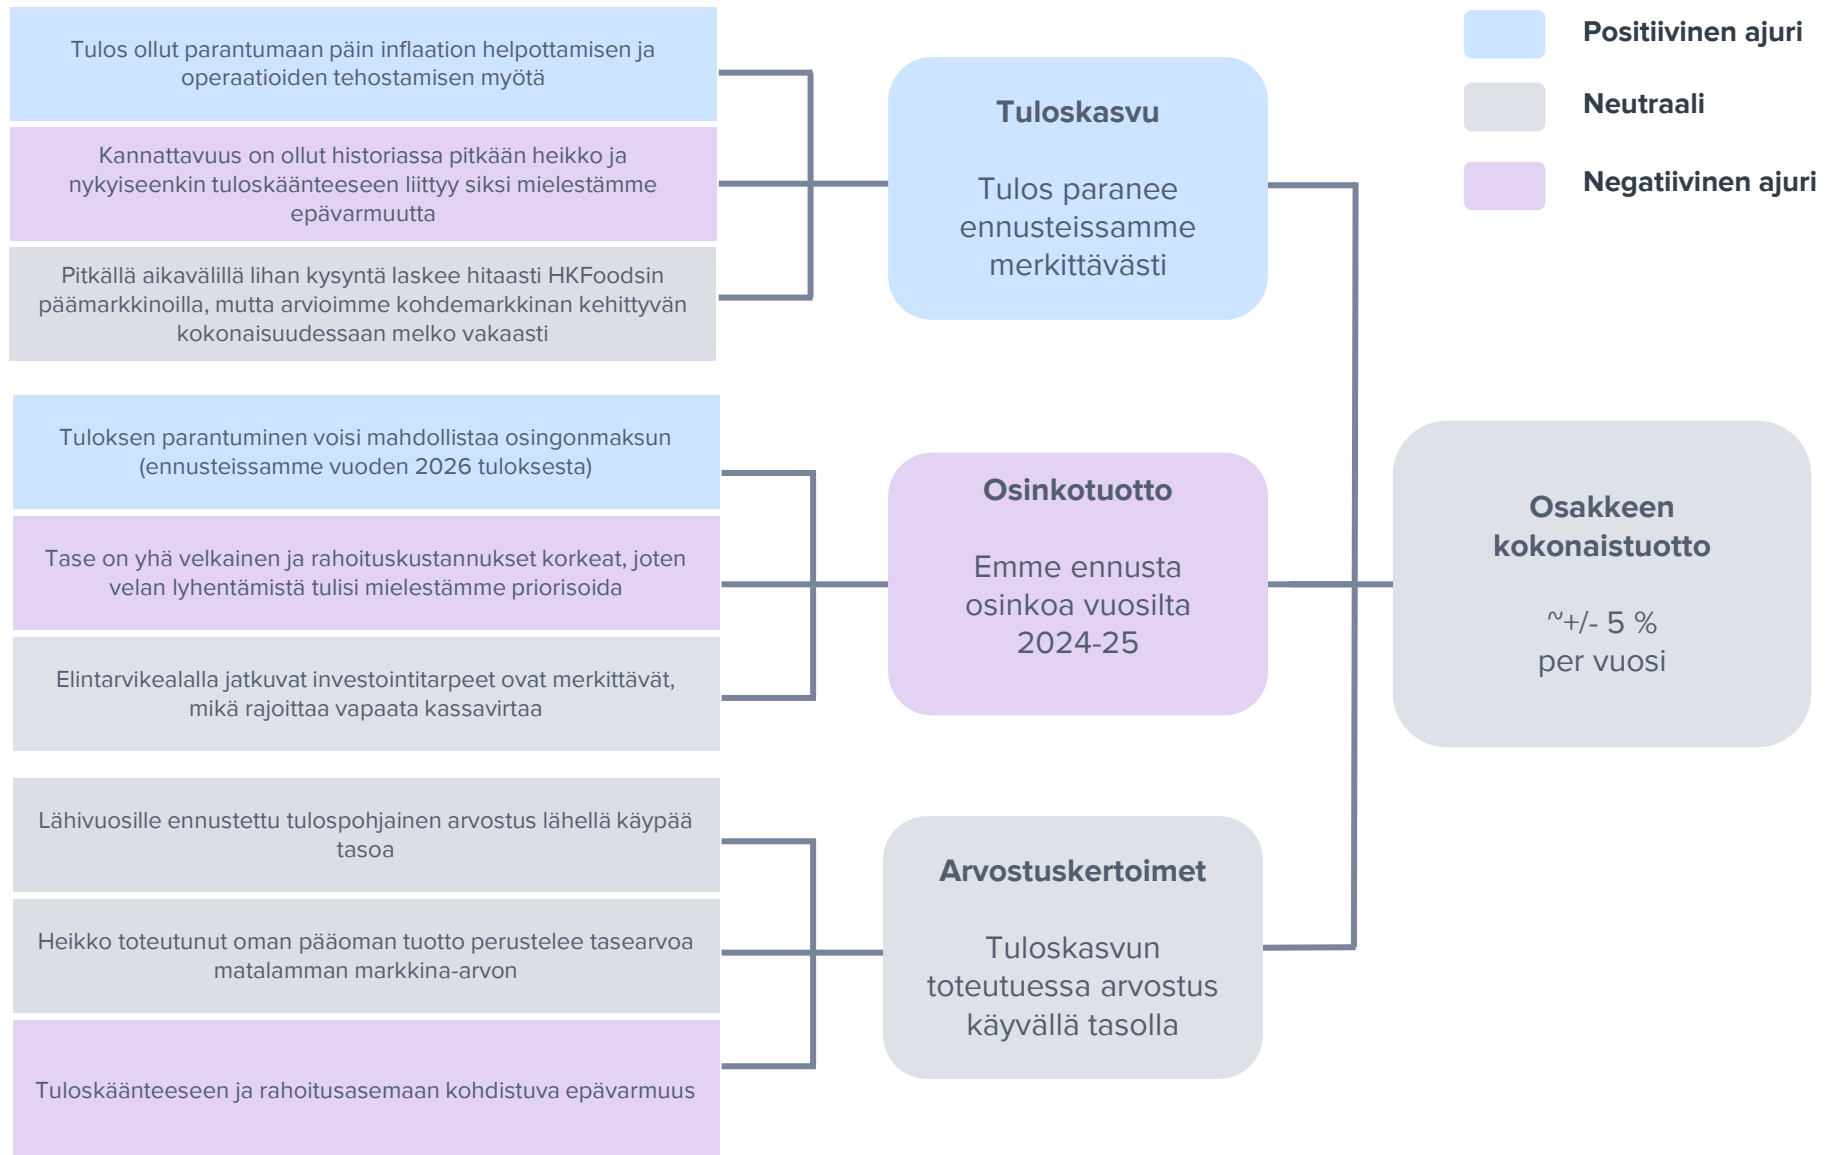 Tulos ollut parantumaan päin inflaation helpottamisen ja
operaatioiden tehostamisen myötä
Kannattavuus on ollut historiassa pitkään heikko ja
nykyiseenkin tuloskäänteeseen liittyy siksi mielestämme
epävarmuutta
Pitkällä aikavälillä lihan kysyntä laskee hitaasti HKFoodsin
päämarkkinoilla, mutta arvioimme kohdemarkkinan kehittyvän
kokonaisuudessaan melko vakaasti
Tuloskasvu
Tulos paranee
ennusteissamme
merkittävästi
Positiivinen ajuri
Neutraali
Negatiivinen ajuri
Tuloksen parantuminen voisi mahdollistaa osingonmaksun
(ennusteissamme vuoden 2026 tuloksesta)
Tase on yhä velkainen ja rahoituskustannukset korkeat, joten
velan lyhentämistä tulisi mielestämme priorisoida
Elintarvikealalla jatkuvat investointitarpeet ovat merkittävät,
mikä rajoittaa vapaata kassavirtaa
Osinkotuotto
Emme ennusta
osinkoa vuosilta
2024-25
Osakkeen
kokonaistuotto
~+/- 5 %
per vuosi
Lähivuosille ennustettu tulospohjainen arvostus lähellä käypää
tasoa
Heikko toteutunut oman pääoman tuotto perustelee tasearvoa
matalamman markkina-arvon
Tuloskäänteeseen ja rahoitusasemaan kohdistuva epävarmuus
Arvostuskertoimet
Tuloskasvun
toteutuessa arvostus
käyvällä tasolla